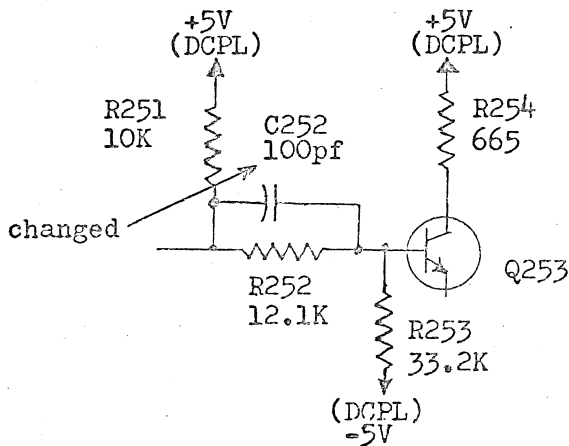 +5V
(DCPL)
+5V
(DCPL)
R251
10K
C252
100pf
R254
665
changed
Q253
R252
12.1K
R253
33.2K
(DCPL)
-5V